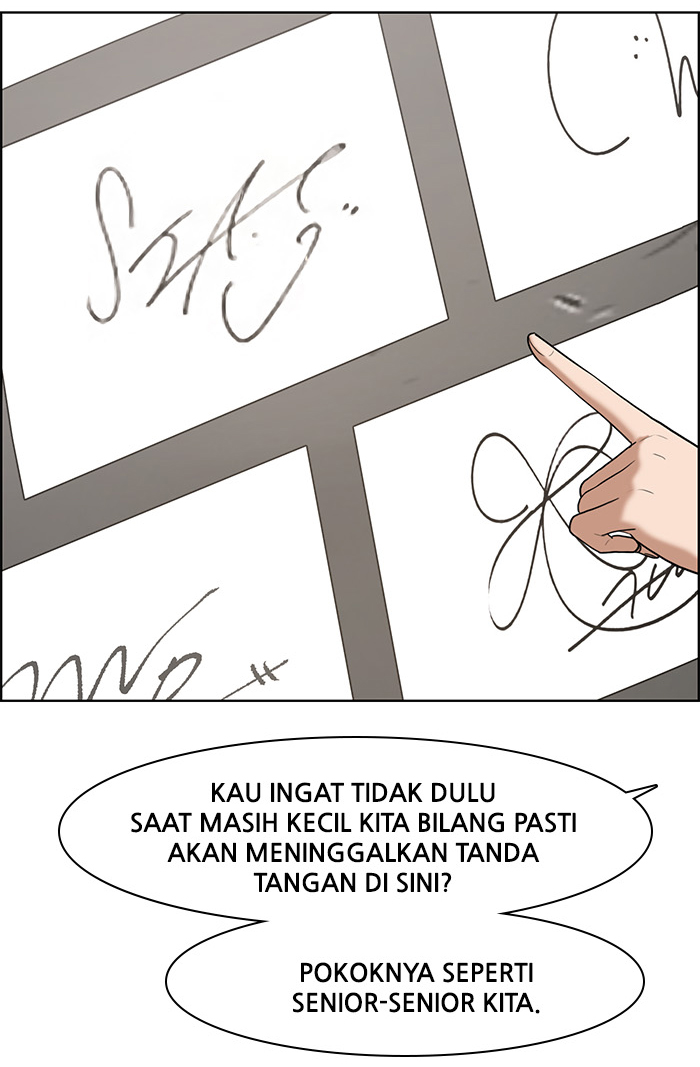 KAU INGAT TIDAK DULU
SAAT MASIH KECIL KITA BILANG PASTI
AKAN MENINGGALKAN TANDA
TANGAN DI SINI?
POKOKNYA SEPERTI
SENIOR-SENIOR KITA.